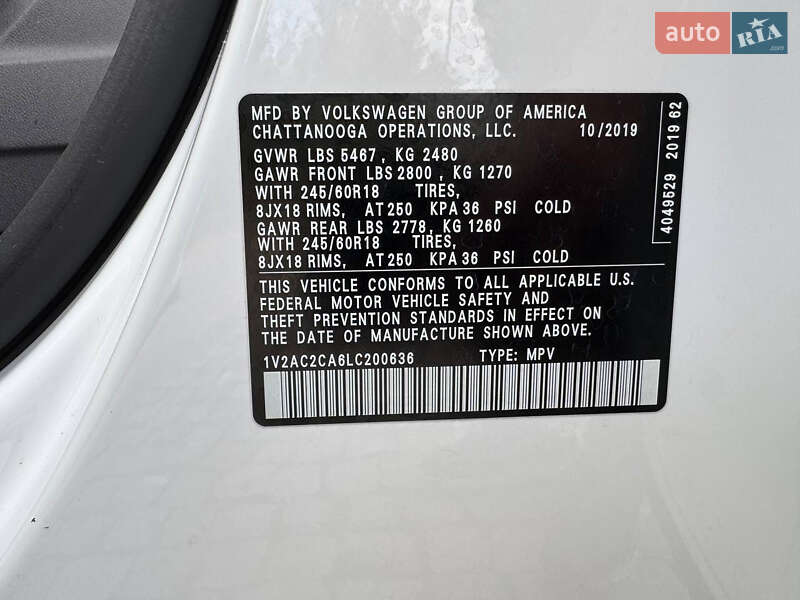 auto RIA
.com
MFD BY VOLKSWAGEN GROUP OF AMERICA
CHATTANOOGA OPERATIONS, LLC. 10/2019
GVWR LBS 5467, KG 2480
GAWR FRONT LBS 2800, KG 1270
WITH 245/60R18 TIRES,
8JX18 RIMS, AT 250 KPA 36 PSI COLD
GAWR REAR LBS 2778, KG 1260
WITH 245/60R18 TIRES,
8JX18 RIMS, AT 250 KPA 36 PSI COLD
THIS VEHICLE CONFORMS TO ALL APPLICABLE U.S.
FEDERAL MOTOR VEHICLE SAFETY AND
THEFT PREVENTION STANDARDS IN EFFECT ON
THE DATE OF MANUFACTURE SHOWN ABOVE.
1V2AC2CA6LC200636 TYPE: MPV
4049529 2019 62